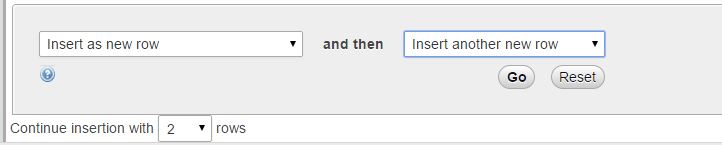 Insert as new row and then Insert another new row
Go Reset
Continue insertion with 2 rows